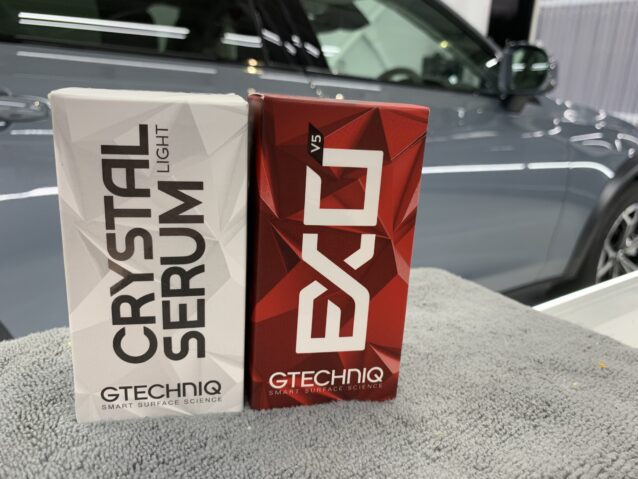 CRYSTAL
SERUM LIGHT
GTECHNIQ
SMART SURFACE SCIENCE
EXO V5
GTECHNIQ
SMART SURFACE SCIENCE